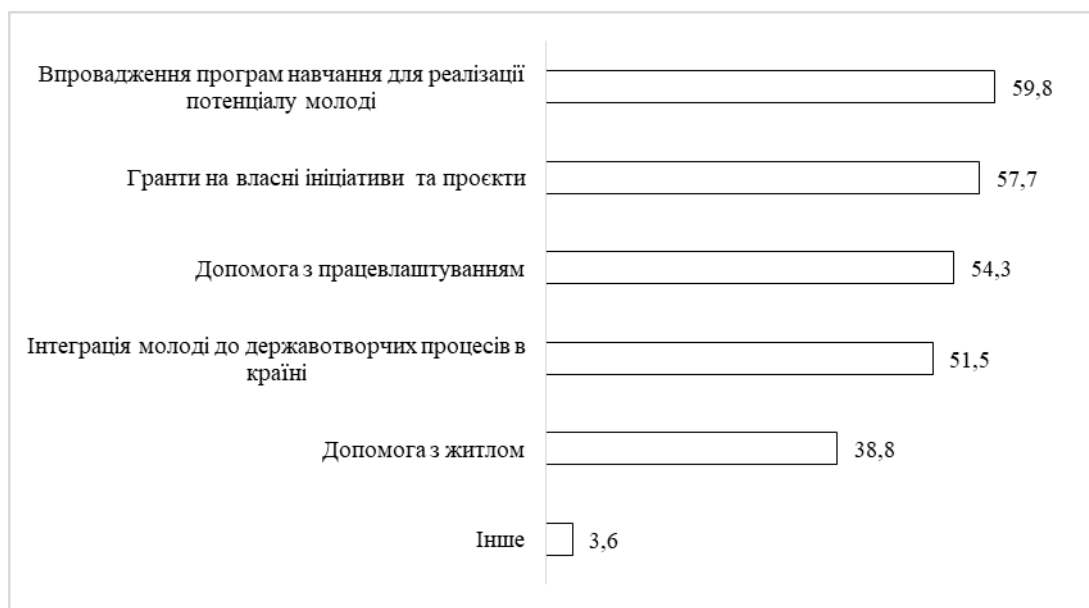 Впровадження програм навчання для реалізації
потенціалу молоді
59,8
Гранти на власні ініціативи та проєкти
57,7
Допомога з працевлаштуванням
54,3
Інтеграція молоді до державотворчих процесів в
країні
51,5
Допомога з житлом
38,8
Інше
3,6